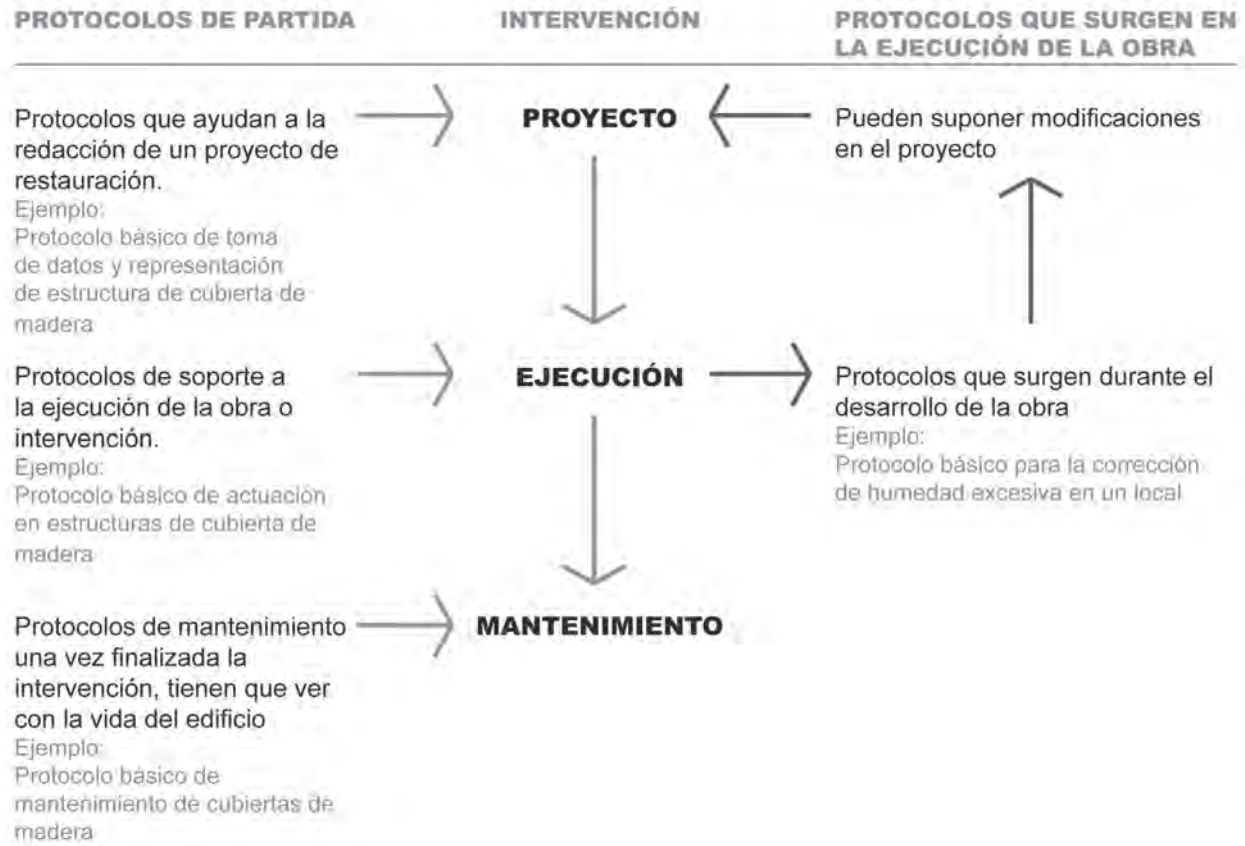 PROTOCOLOS DE PARTIDA
INTERVENCIÓN
PROTOCOLOS QUE SURGEN EN
LA EJECUCIÓN DE LA OBRA
Protocolos que ayudan a la
redacción de un proyecto de
restauración.
Ejemplo:
Protocolo básico de toma
de datos y representación
de estructura de cubierta de
madera
PROYECTO
Pueden suponer modificaciones
en el proyecto
Protocolos de soporte a
la ejecución de la obra o
intervención.
Ejemplo:
Protocolo básico de actuación
en estructuras de cubierta de
madera
EJECUCIÓN
Protocolos que surgen durante el
desarrollo de la obra
Ejemplo:
Protocolo básico para la corrección
de humedad excesiva en un local
Protocolos de mantenimiento
una vez finalizada la
intervención, tienen que ver
con la vida del edificio
Ejemplo:
Protocolo básico de
mantenimiento de cubiertas de
madera
MANTENIMIENTO